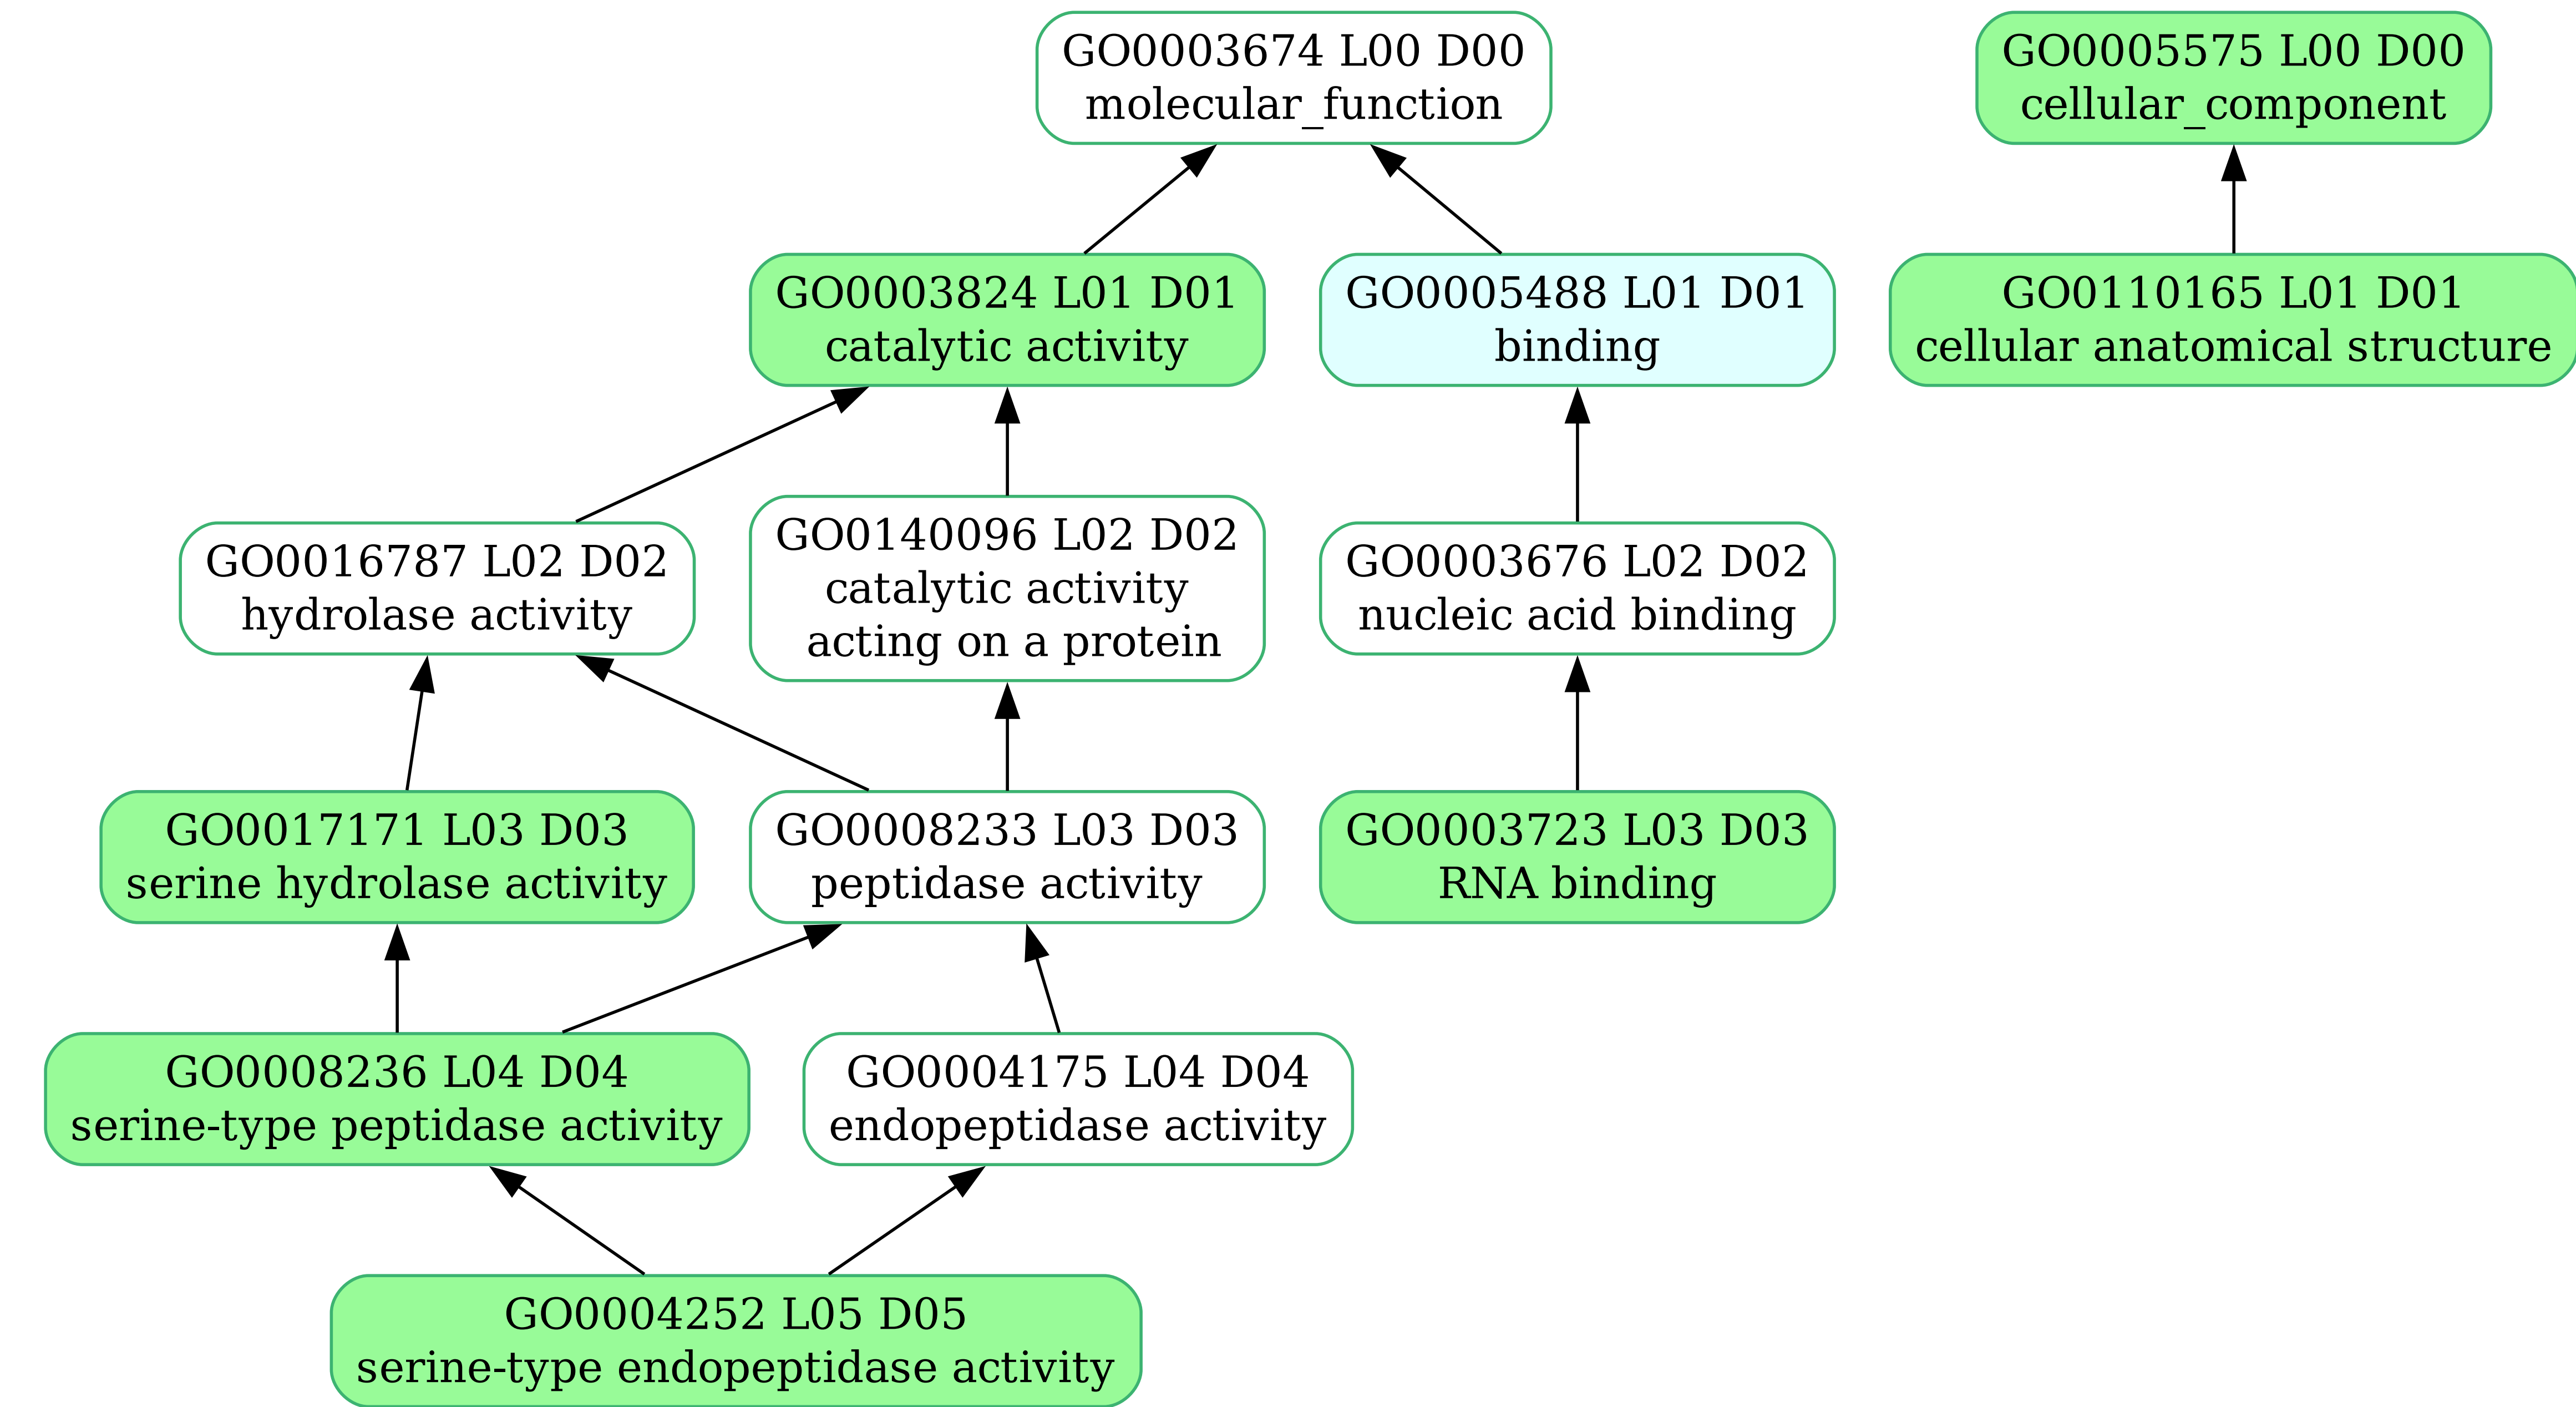 GO0003674 L00 D00
molecular_function
GO0005575 L00 D00
cellular_component
GO0003824 L01 D01
catalytic activity
GO0005488 L01 D01
binding
GO0110165 L01 D01
cellular anatomical structure
GO0016787 L02 D02
hydrolase activity
GO0140096 L02 D02
catalytic activity
acting on a protein
GO0003676 L02 D02
nucleic acid binding
GO0017171 L03 D03
serine hydrolase activity
GO0008233 L03 D03
peptidase activity
GO0003723 L03 D03
RNA binding
GO0008236 L04 D04
serine-type peptidase activity
GO0004175 L04 D04
endopeptidase activity
GO0004252 L05 D05
serine-type endopeptidase activity